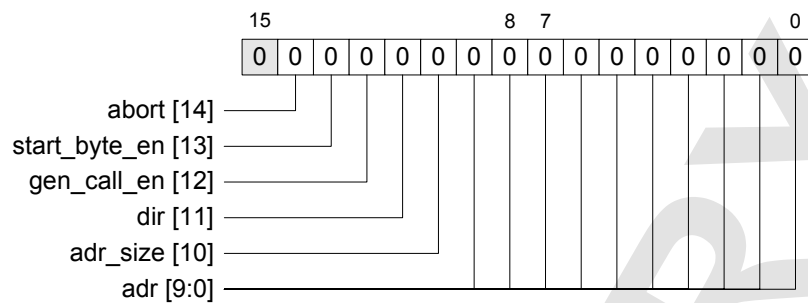 15 8 7 0
0 0 0 0 0 0 0 0 0 0 0 0 0 0 0 0
abort [14]
start_byte_en [13]
gen_call_en [12]
dir [11]
adr_size [10]
adr [9:0]